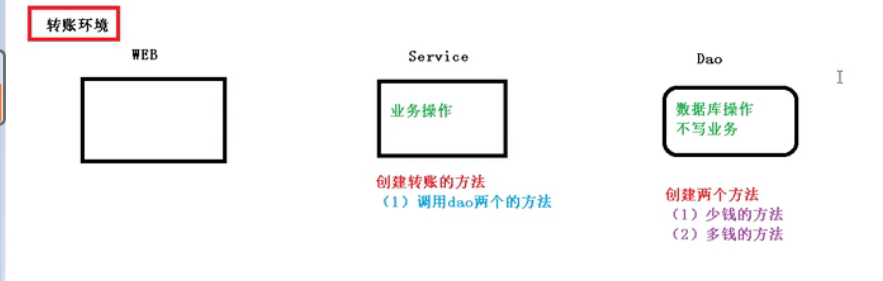 转账环境
WEB
Service
Dao
业务操作
数据库操作
不写业务
创建转账的方法
（1）调用dao两个的方法
创建两个方法
（1）少钱的方法
（2）多钱的方法